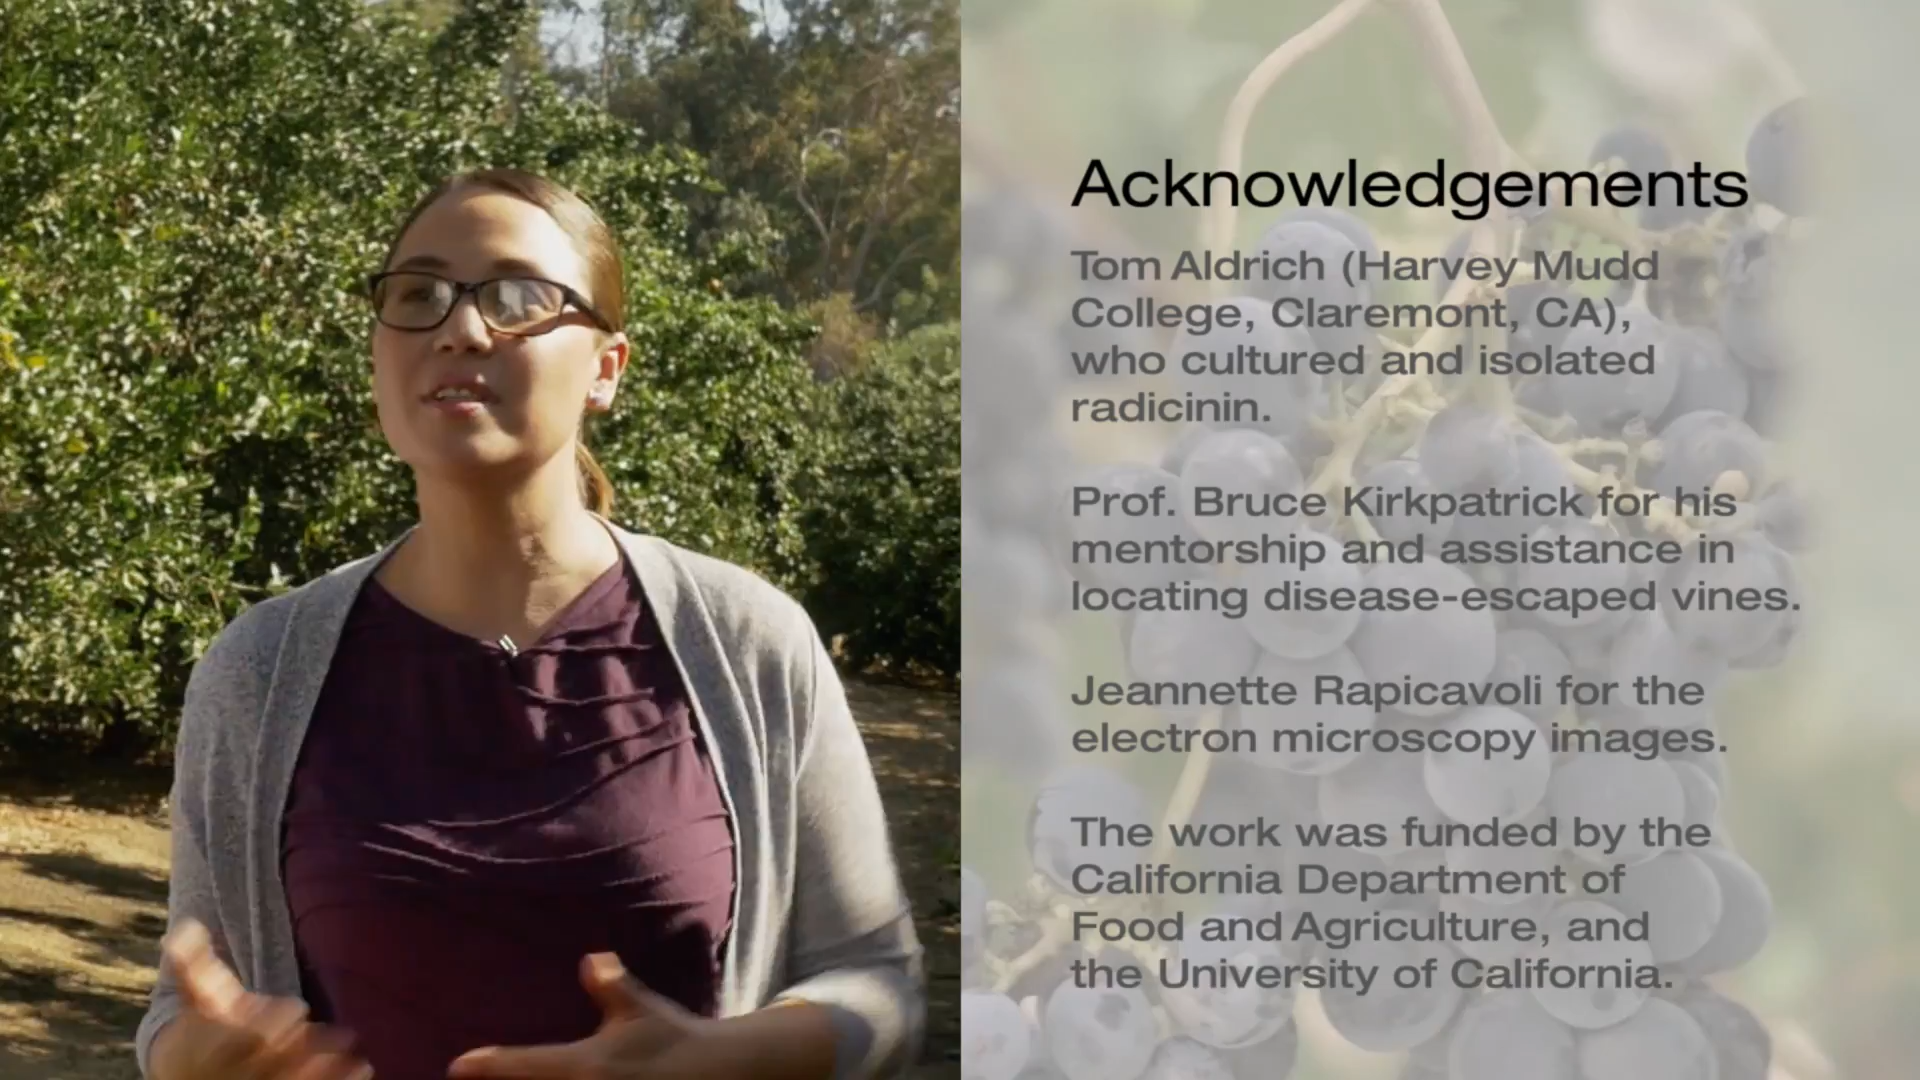 Acknowledgements
Tom Aldrich (Harvey Mudd
College, Claremont, CA),
who cultured and isolated
radicinin.
Prof. Bruce Kirkpatrick for his
mentorship and assistance in
locating disease-escaped vines.
Jeannette Rapicavoli for the
electron microscopy images.
The work was funded by the
California Department of
Food and Agriculture, and
the University of California.